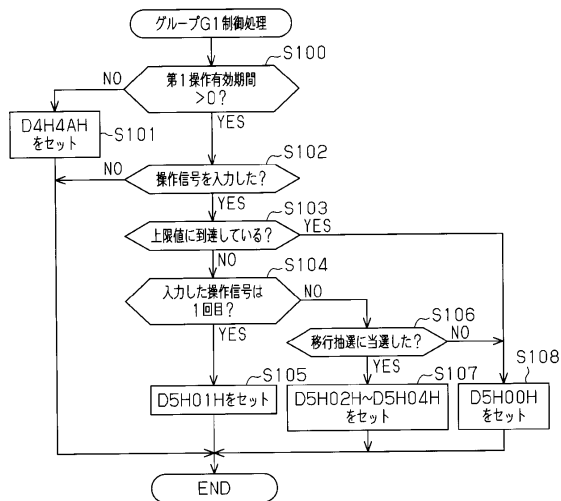 グループG1制御処理
S100
第1操作有効期間
>0?
NO
YES
D4H4AH
をセット
S101
S102
操作信号を入力した?
NO
YES
S103
上限値に到達している?
YES
NO
S104
入力した操作信号は
1回目?
NO
YES
S106
移行抽選に当選した?
NO
YES
S105
D5H01Hをセット
S107
D5H02H~D5H04H
をセット
S108
D5H00H
をセット
END